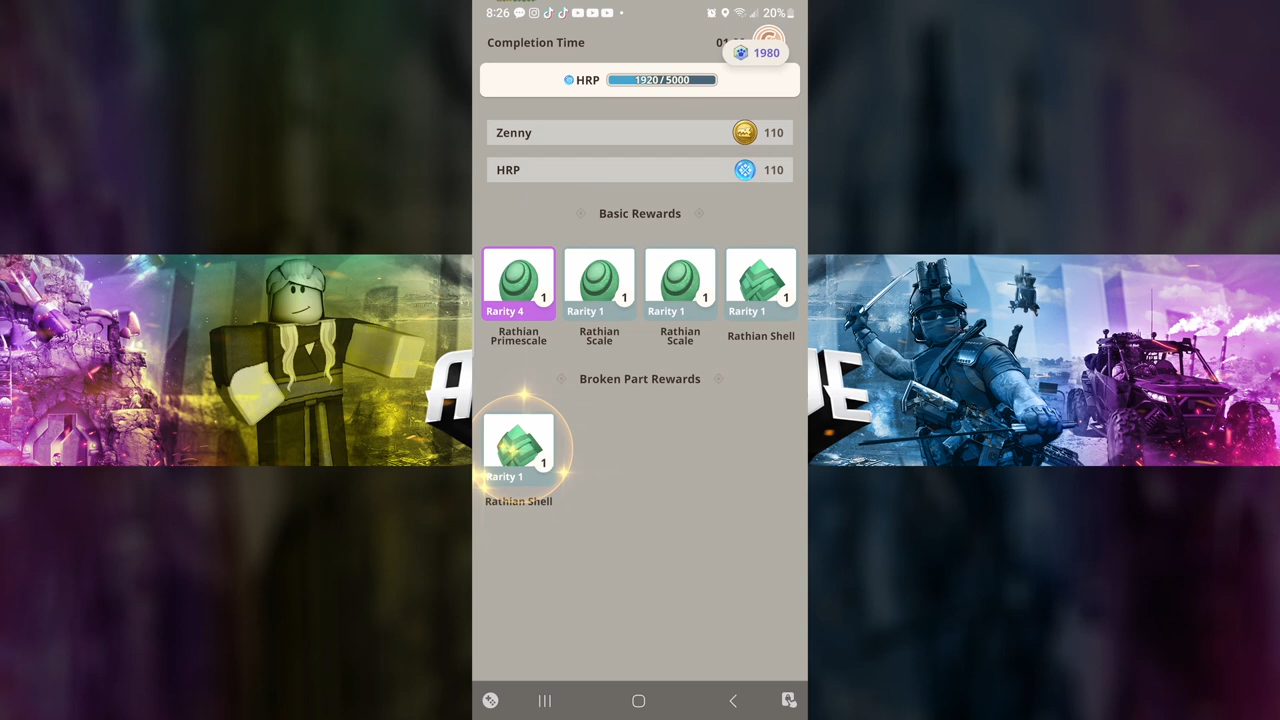 8:26
20%
Completion Time
01
1980
HRP 1920/5000
Zenny 110
HRP 110
Basic Rewards
1 1 1 1
Rarity 4 Rarity 1 Rarity 1 Rarity 1
Rathian Primescale
Rathian Scale
Rathian Scale
Rathian Shell
Broken Part Rewards
1
Rarity 1
Rathian Shell